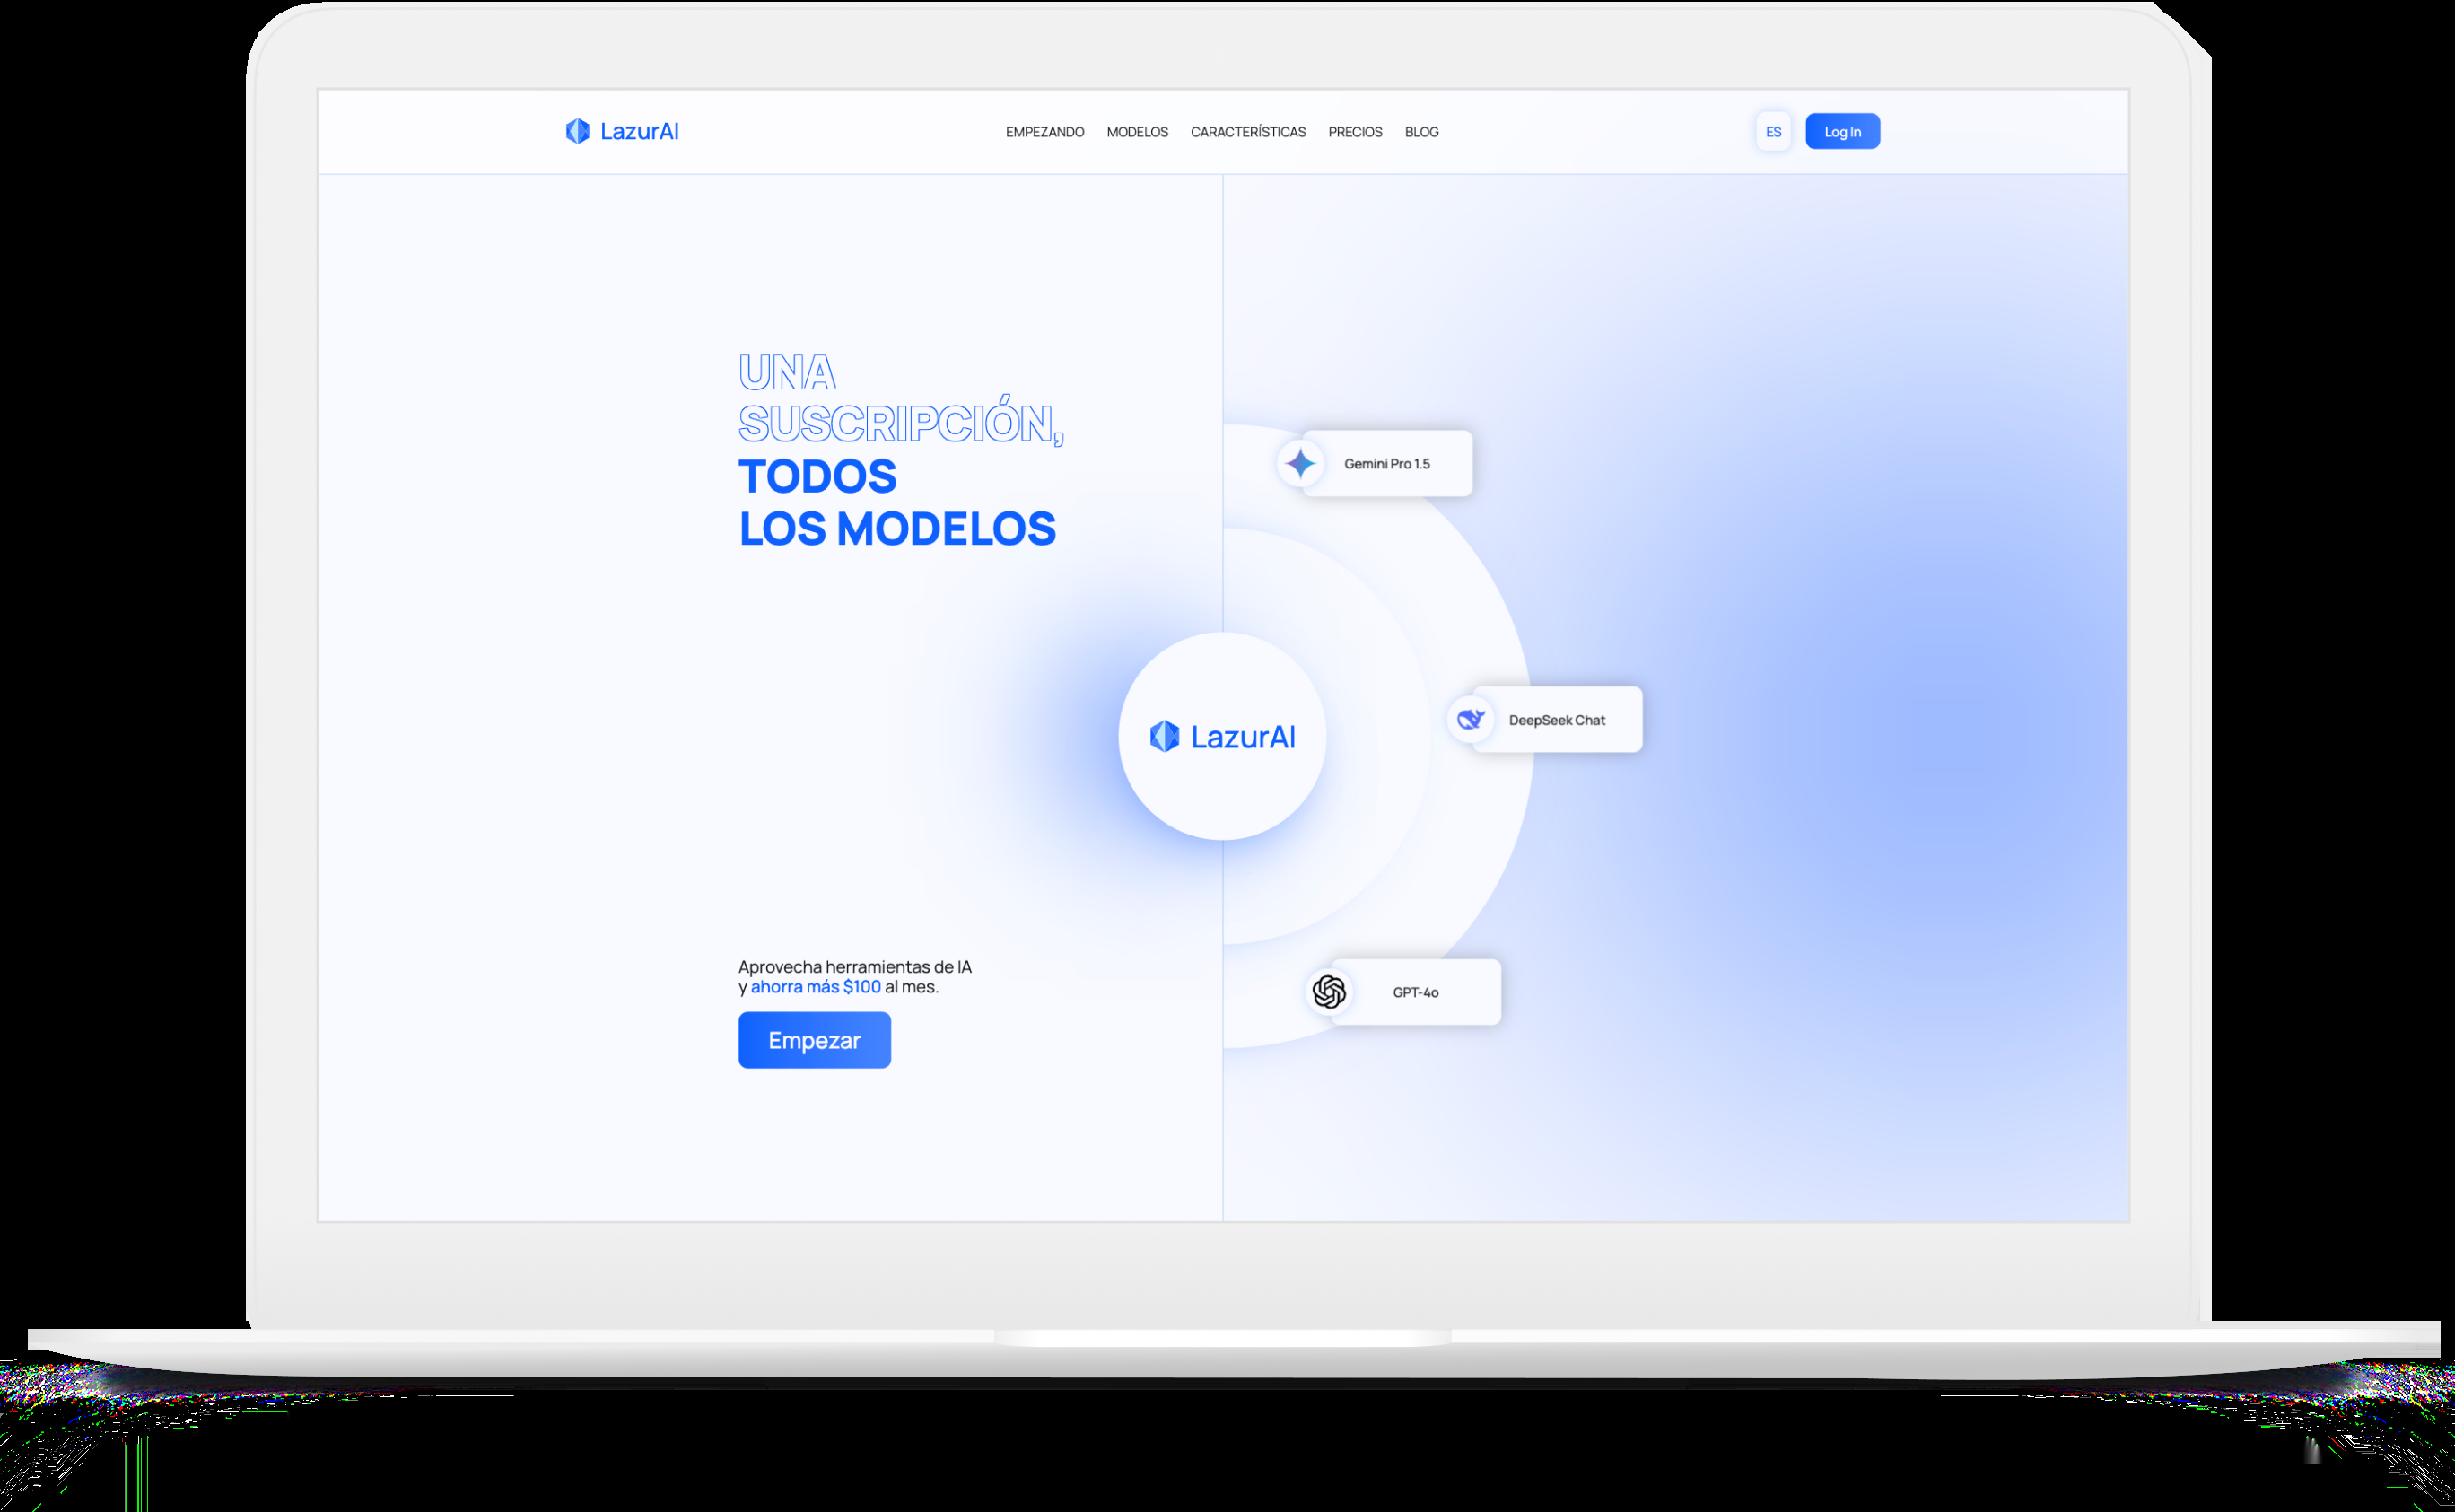 LazurAI
EMPEZANDO MODELOS CARACTERÍSTICAS PRECIOS BLOG
ES
Log In
UNA
SUSCRIPCIÓN,
TODOS
LOS MODELOS
Gemini Pro 1.5
DeepSeek Chat
LazurAI
GPT-4o
Aprovecha herramientas de IA
y ahorra más $100 al mes.
Empezar